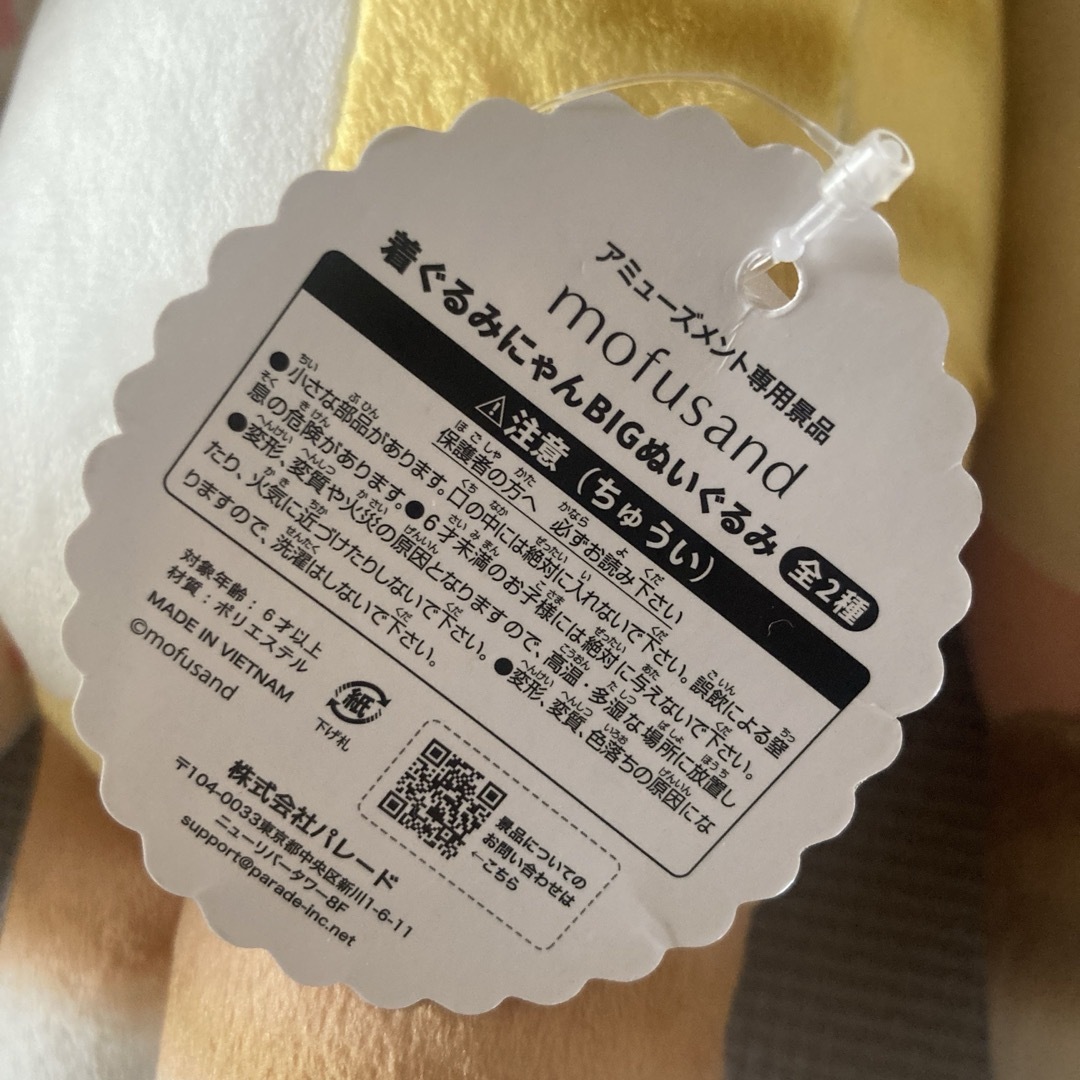 アミューズメント専用景品
mofusand
着ぐるみにゃんBIGぬいぐるみ 全2種
⚠注意（ちゅうい）
保護者の方へ 必ずお読み下さい
●小さな部品があります。口の中には絶対に入れないで下さい。誤飲による窒
息の危険があります。●6才未満のお子様には絶対に与えないで下さい。
●変形、変質や火災の原因となりますので、高温・多湿な場所に放置し
たり、火気に近づけたりしないで下さい。●変形、変質、色落ちの原因にな
りますので、洗濯はしないで下さい。
対象年齢：6才以上
材質：ポリエステル
MADE IN VIETNAM
©mofusand
紙
下げ札
株式会社パレード
〒104-0033東京都中央区新川1-6-11
ニューリバータワー8F
support@parade-inc.net
景品についての
お問い合わせは
←こちら